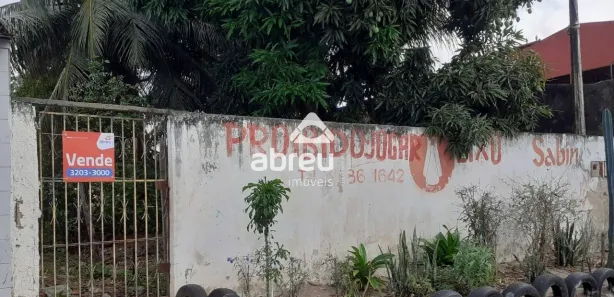 Vende
3203-3000
PROIBIDO JOGAR LIXO
Sabin
36 1642
abreu
imóveis